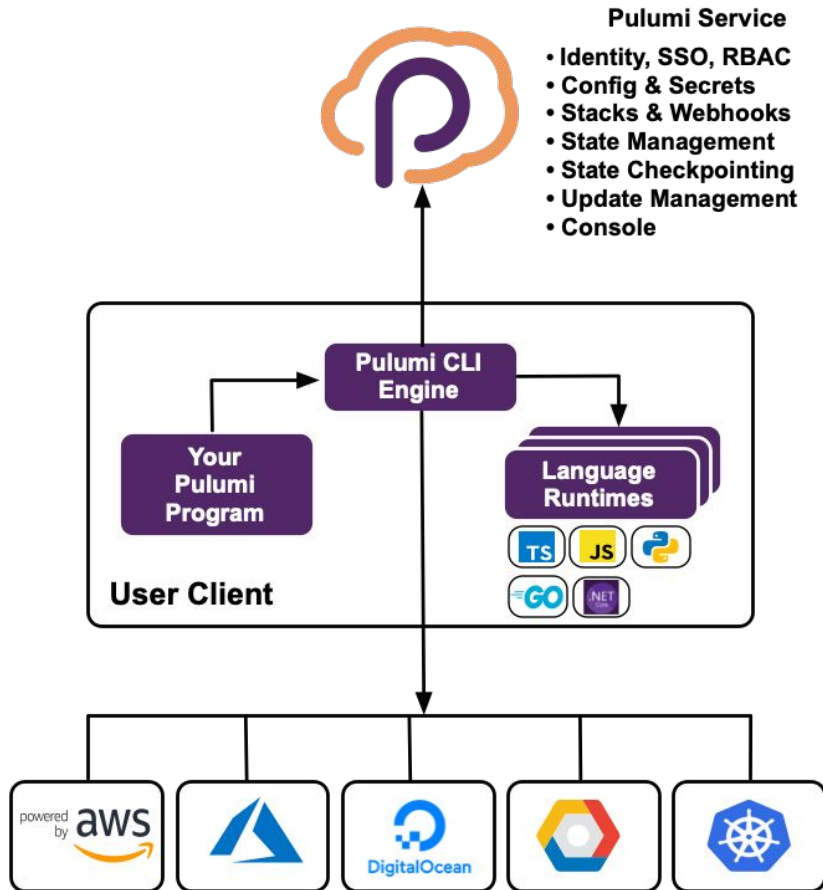 Pulumi Service
• Identity, SSO, RBAC
• Config & Secrets
• Stacks & Webhooks
• State Management
• State Checkpointing
• Update Management
• Console
Pulumi CLI
Engine
Your
Pulumi
Program
Language
Runtimes
TS
JS
GO
.NET
Core
User Client
powered
by
aws
DigitalOcean